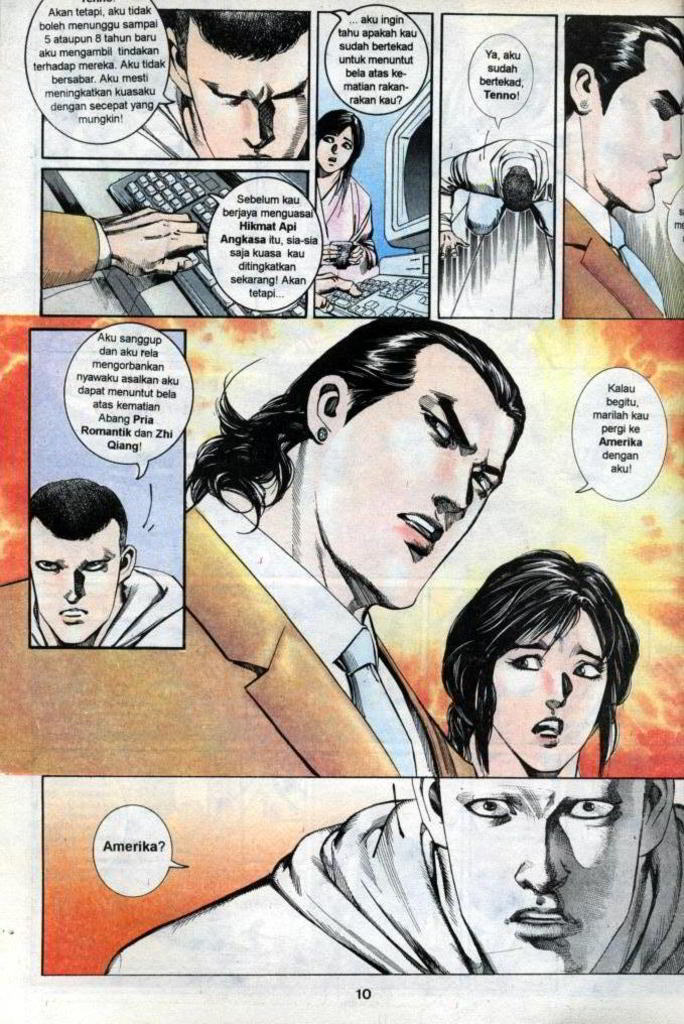 Tenno!
Akan tetapi, aku tidak
boleh menunggu sampai
5 ataupun 8 tahun baru
aku mengambil tindakan
terhadap mereka. Aku tidak
bersabar. Aku mesti
meningkatkan kuasaku
dengan secepat yang
mungkin!
Sebelum kau
berjaya menguasai
Hikmat Api
Angkasa itu, sia-sia
saja kuasa kau
ditingkatkan
sekarang! Akan
tetapi...
... aku ingin
tahu apakah kau
sudah bertekad
untuk menuntut
bela atas ke-
matian rakan-
rakan kau?
Ya, aku
sudah
bertekad,
Tenno!
Aku sanggup
dan aku rela
mengorbankan
nyawaku asalkan aku
dapat menuntut bela
atas kematian
Abang Pria
Romantik dan Zhi
Qiang!
Kalau
begitu,
marilah kau
pergi ke
Amerika
dengan
aku!
Amerika?
10